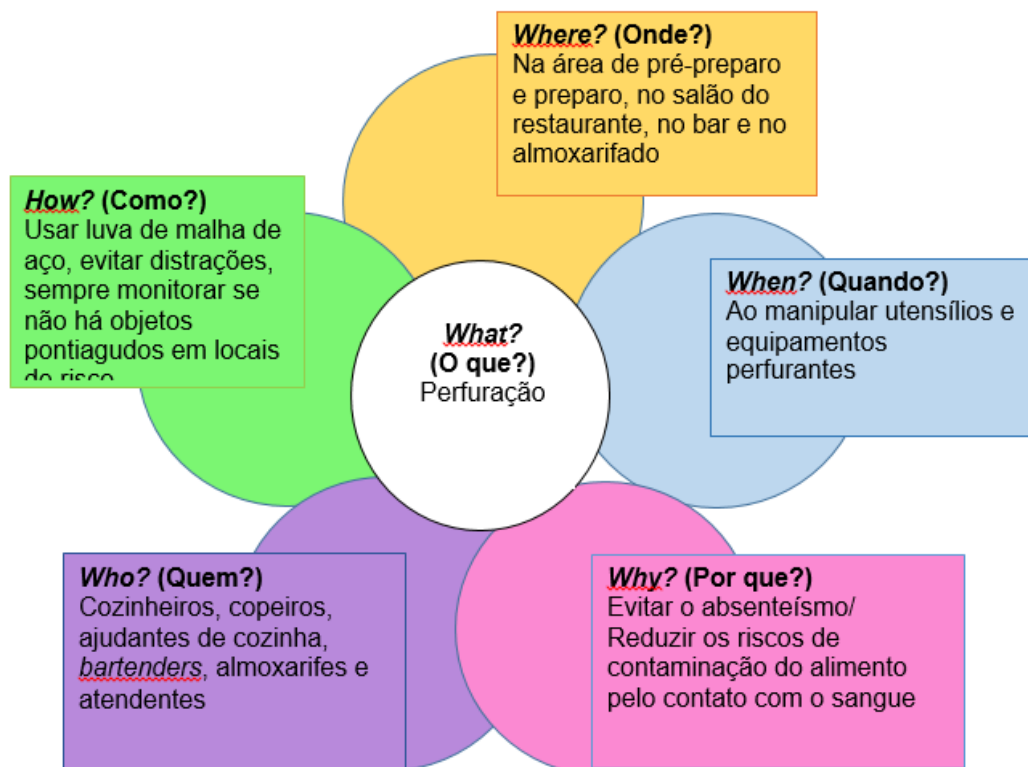 Where? (Onde?)
Na área de pré-preparo
e preparo, no salão do
restaurante, no bar e no
almoxarifado
How? (Como?)
Usar luva de malha de
aço, evitar distrações,
sempre monitorar se
não há objetos
pontiagudos em locais
de risco
When? (Quando?)
Ao manipular utensílios e
equipamentos
perfurantes
What?
(O que?)
Perfuração
Who? (Quem?)
Cozinheiros, copeiros,
ajudantes de cozinha,
bartenders, almoxarifes e
atendentes
Why? (Por que?)
Evitar o absenteísmo/
Reduzir os riscos de
contaminação do alimento
pelo contato com o sangue